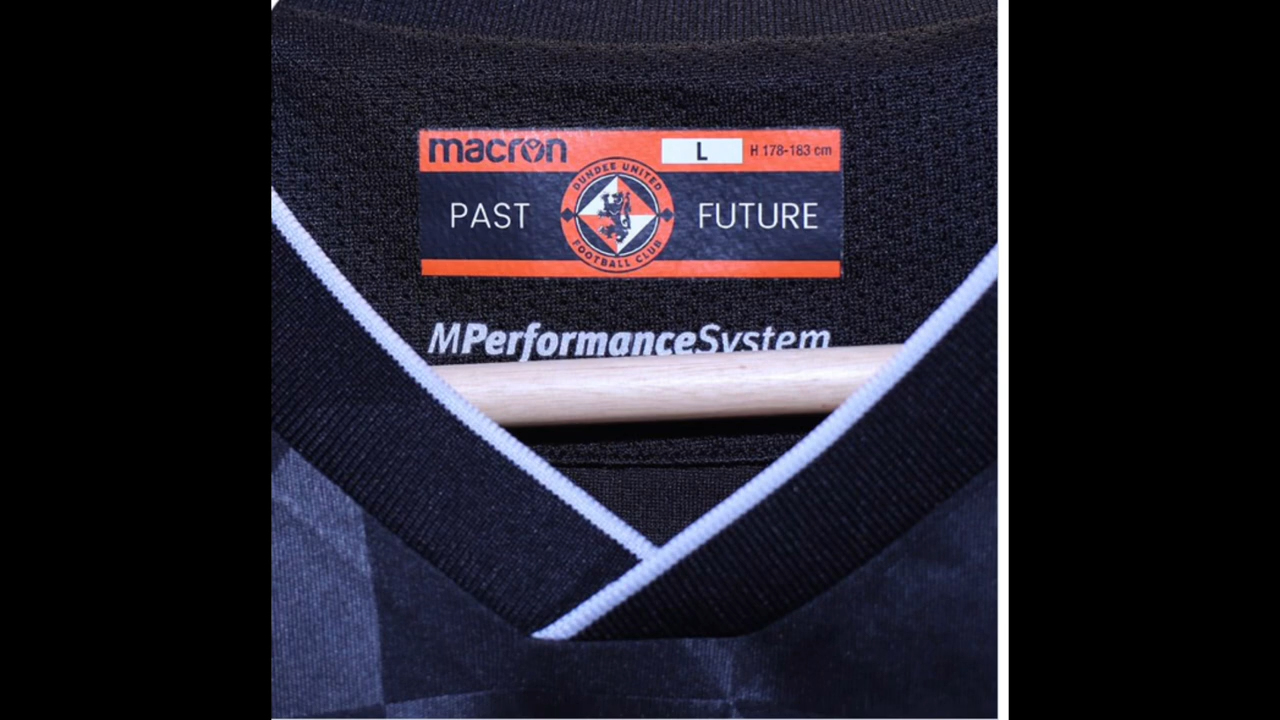 macron L H 178-183 cm
DUNDEE UNITED
PAST FUTURE
FOOTBALL CLUB
MPerformanceSystem